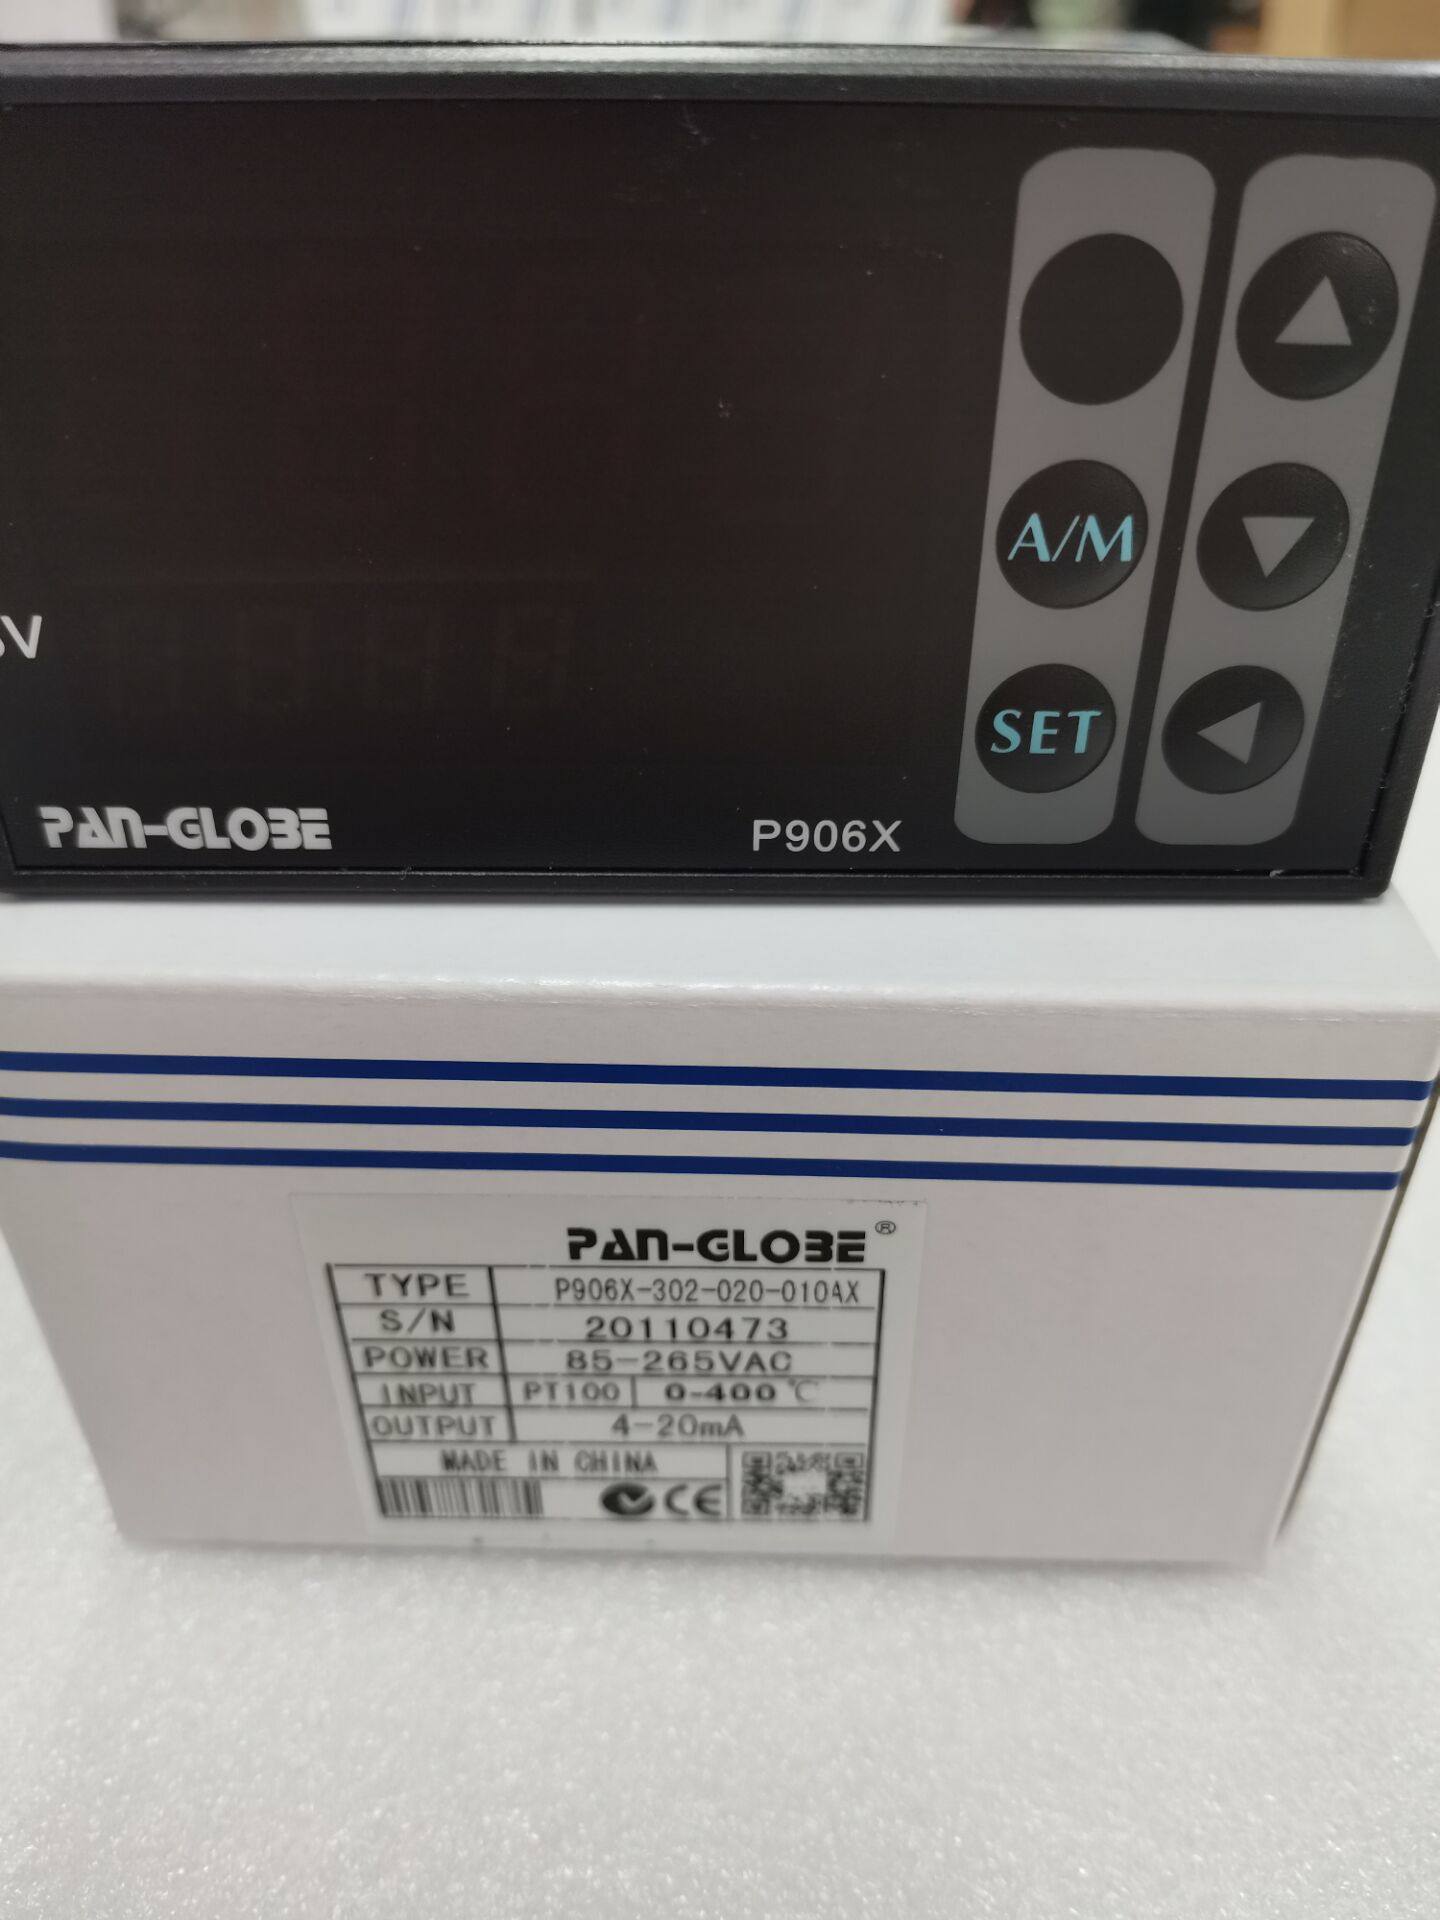 A/M
SV
SET
PAN-GLOBE
P906X
PAN-GLOBE®
TYPE P906X-302-020-010AX
S/N 20110473
POWER 85-265VAC
INPUT PT100 0-400℃
OUTPUT 4-20mA
MADE IN CHINA
CE